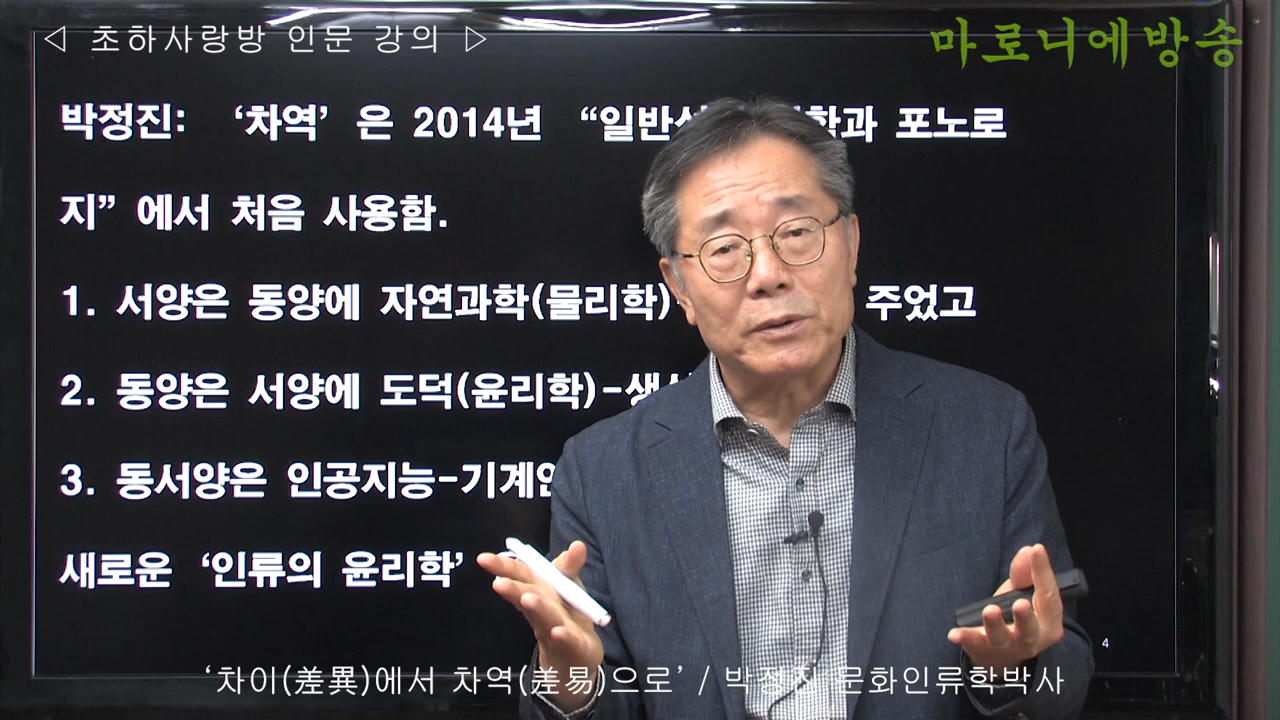 ◁ 초하사랑방 인문 강의 ▷
마로니에방송
박정진: ‘차역’ 은 2014년 “일반 포노로
지” 에서 처음 사용함.
1. 서양은 동양에 자연과학(물리학) 주었고
2. 동양은 서양에 도덕(윤리학)-
3. 동서양은 인공지능-기계
새로운 ‘인류의 윤리학’
4
‘차이(差異)에서 차역(差易)으로’ / 박정진 문화인류학박사